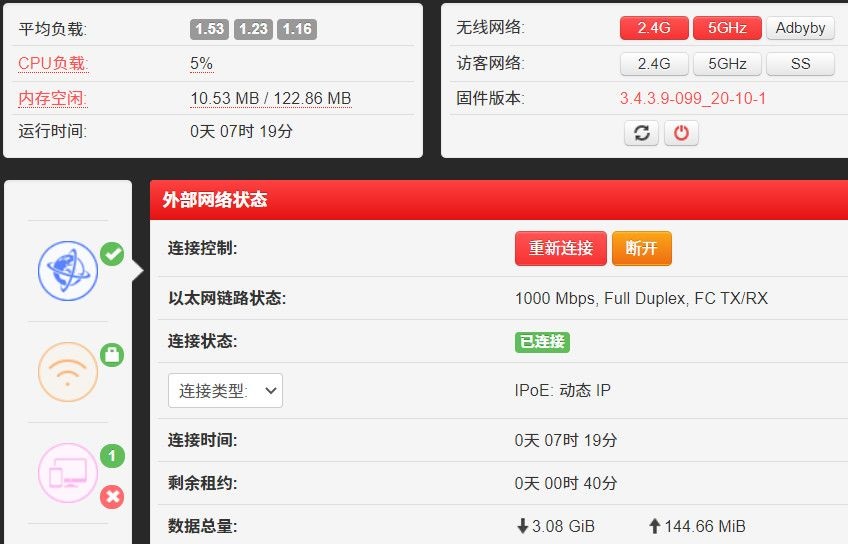 平均负载: 1.53 1.23 1.16
CPU负载: 5%
内存空闲: 10.53 MB / 122.86 MB
运行时间: 0天 07时 19分
无线网络: 2.4G 5GHz Adbyby
访客网络: 2.4G 5GHz SS
固件版本: 3.4.3.9-099_20-10-1
外部网络状态
连接控制: 重新连接 断开
以太网链路状态: 1000 Mbps, Full Duplex, FC TX/RX
连接状态: 已连接
连接类型: IPoE: 动态 IP
1
连接时间: 0天 07时 19分
剩余租约: 0天 00时 40分
数据总量: 3.08 GiB 144.66 MiB